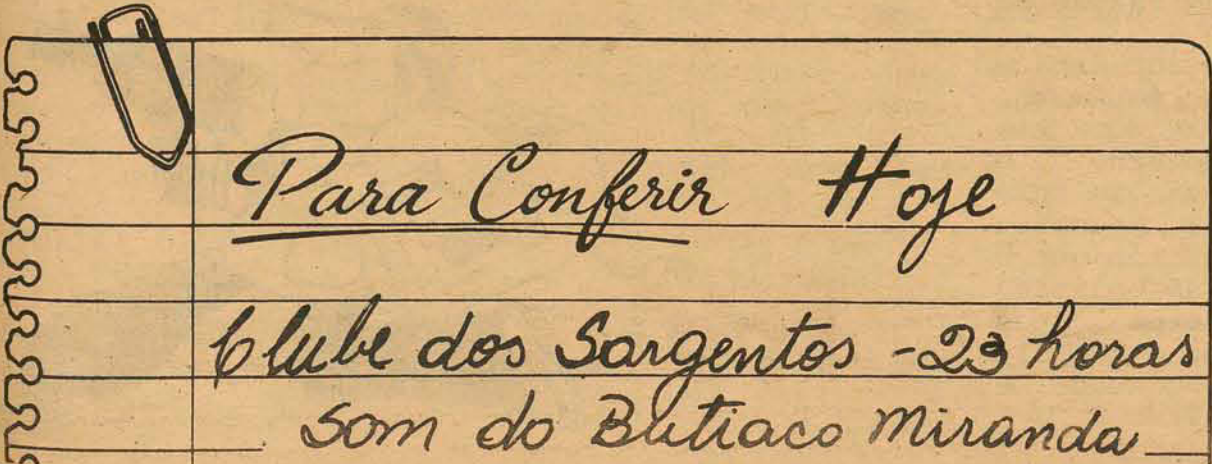 Para Conferir Hoje
Clube dos Sargentos - 23 horas
Som do Butiaco Miranda